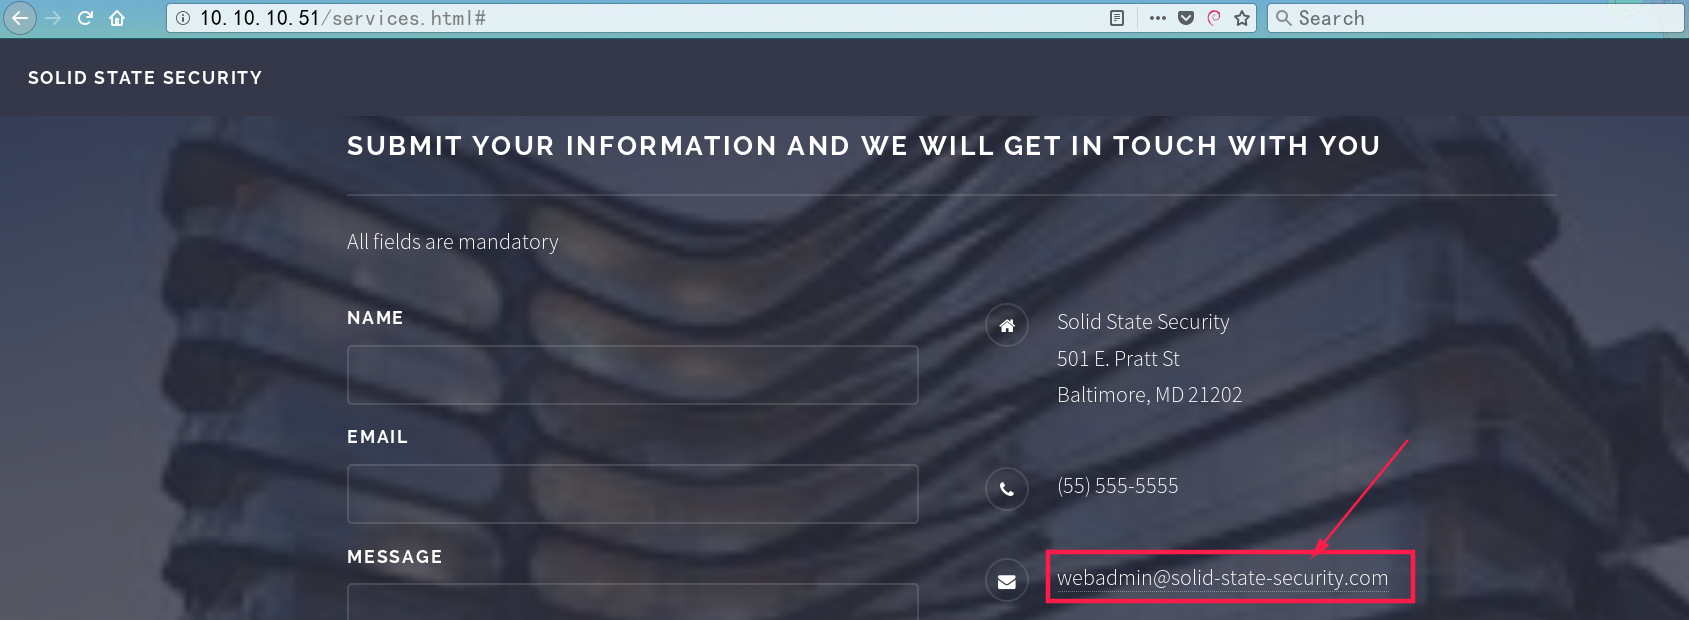 10.10.10.51/services.html#
Search
SOLID STATE SECURITY
SUBMIT YOUR INFORMATION AND WE WILL GET IN TOUCH WITH YOU
All fields are mandatory
NAME
Solid State Security
501 E. Pratt St
Baltimore, MD 21202
EMAIL
(55) 555-5555
MESSAGE
webadmin@solid-state-security.com